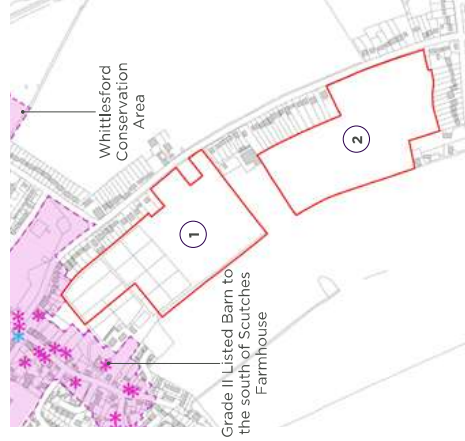 Whittlesford
Conservation
Area
1
2
Grade II Listed Barn to
the south of Scutches
Farmhouse